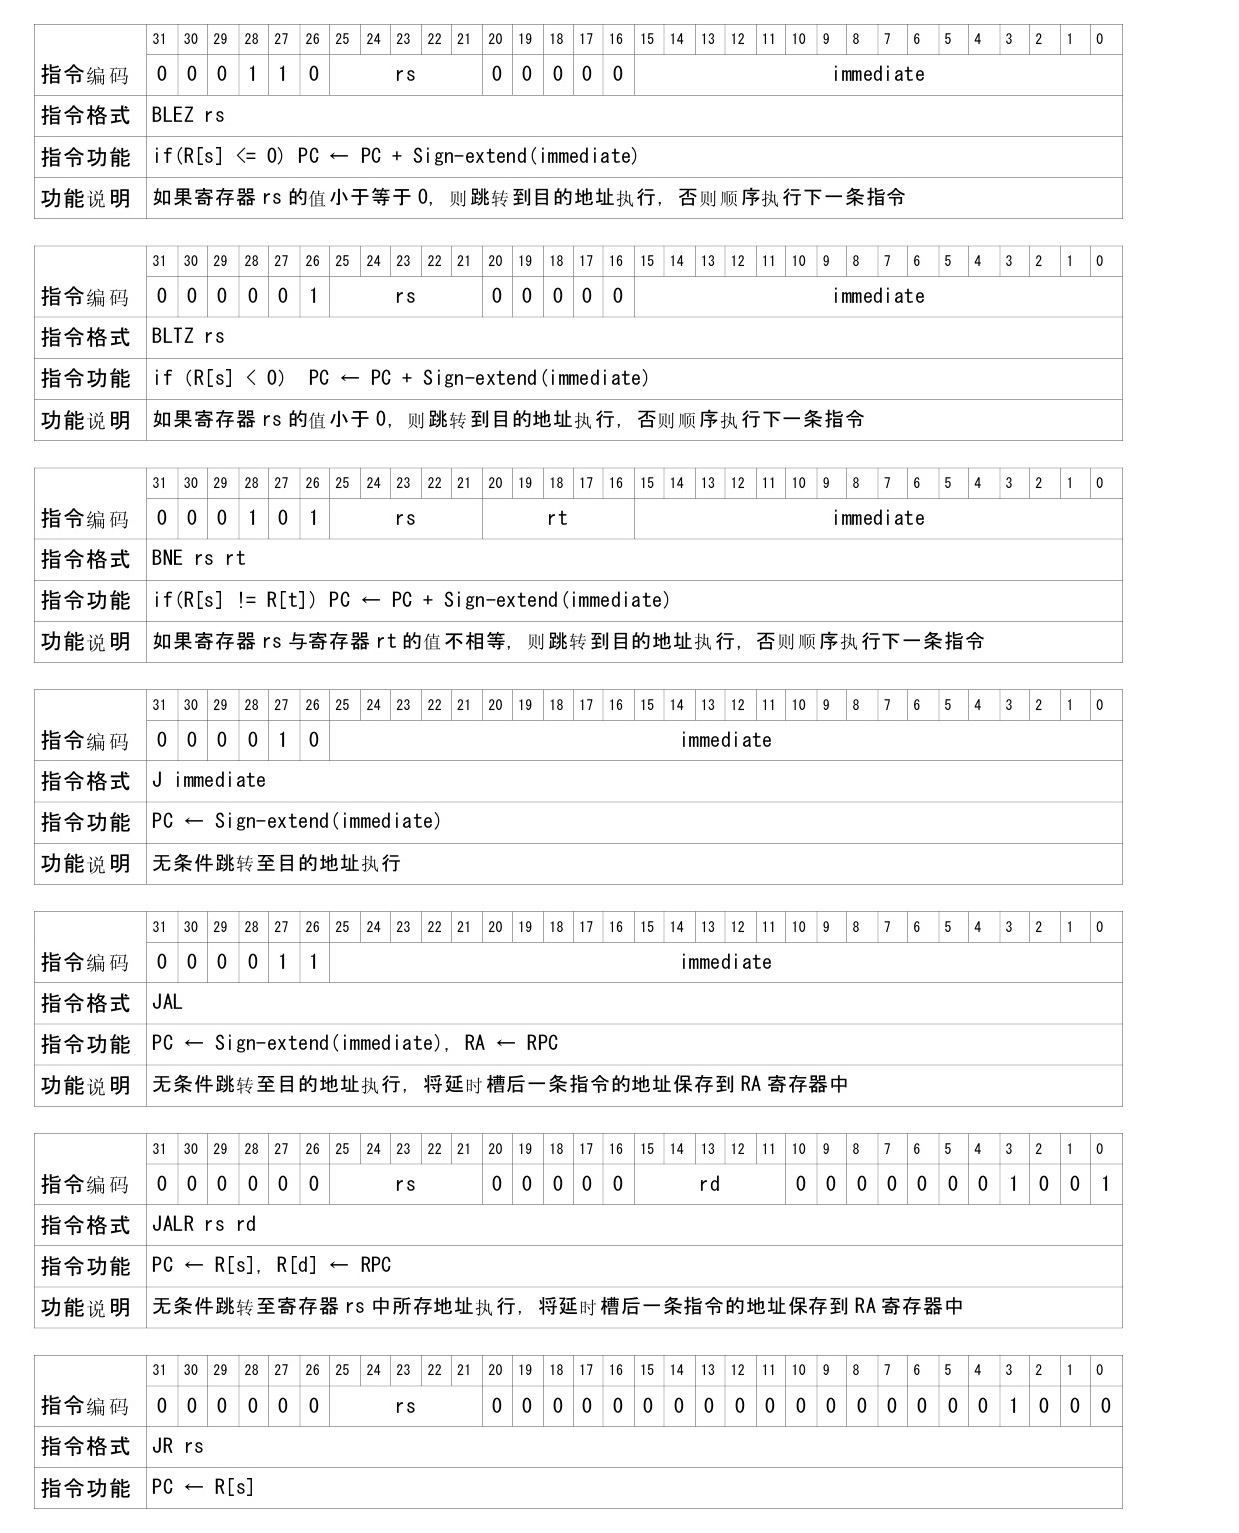 31 30 29 28 27 26 25 24 23 22 21 20 19 18 17 16 15 14 13 12 11 10 9 8 7 6 5 4 3 2 1 0
指令编码 0 0 0 1 1 0 rs 0 0 0 0 0 immediate
指令格式 BLEZ rs
指令功能 if(R[s] <= 0) PC ← PC + Sign-extend(immediate)
功能说明 如果寄存器 rs 的值小于等于 0, 则跳转到目的地址执行, 否则顺序执行下一条指令
31 30 29 28 27 26 25 24 23 22 21 20 19 18 17 16 15 14 13 12 11 10 9 8 7 6 5 4 3 2 1 0
指令编码 0 0 0 0 0 1 rs 0 0 0 0 0 immediate
指令格式 BLTZ rs
指令功能 if (R[s] < 0) PC ← PC + Sign-extend(immediate)
功能说明 如果寄存器 rs 的值小于 0, 则跳转到目的地址执行, 否则顺序执行下一条指令
31 30 29 28 27 26 25 24 23 22 21 20 19 18 17 16 15 14 13 12 11 10 9 8 7 6 5 4 3 2 1 0
指令编码 0 0 0 1 0 1 rs rt immediate
指令格式 BNE rs rt
指令功能 if(R[s] != R[t]) PC ← PC + Sign-extend(immediate)
功能说明 如果寄存器 rs 与寄存器 rt 的值不相等, 则跳转到目的地址执行, 否则顺序执行下一条指令
31 30 29 28 27 26 25 24 23 22 21 20 19 18 17 16 15 14 13 12 11 10 9 8 7 6 5 4 3 2 1 0
指令编码 0 0 0 0 1 0 immediate
指令格式 J immediate
指令功能 PC ← Sign-extend(immediate)
功能说明 无条件跳转至目的地址执行
31 30 29 28 27 26 25 24 23 22 21 20 19 18 17 16 15 14 13 12 11 10 9 8 7 6 5 4 3 2 1 0
指令编码 0 0 0 0 1 1 immediate
指令格式 JAL
指令功能 PC ← Sign-extend(immediate), RA ← RPC
功能说明 无条件跳转至目的地址执行, 将延时槽后一条指令的地址保存到 RA 寄存器中
31 30 29 28 27 26 25 24 23 22 21 20 19 18 17 16 15 14 13 12 11 10 9 8 7 6 5 4 3 2 1 0
指令编码 0 0 0 0 0 0 rs 0 0 0 0 0 rd 0 0 0 0 0 0 0 1 0 0 1
指令格式 JALR rs rd
指令功能 PC ← R[s], R[d] ← RPC
功能说明 无条件跳转至寄存器 rs 中所存地址执行, 将延时槽后一条指令的地址保存到 RA 寄存器中
31 30 29 28 27 26 25 24 23 22 21 20 19 18 17 16 15 14 13 12 11 10 9 8 7 6 5 4 3 2 1 0
指令编码 0 0 0 0 0 0 rs 0 0 0 0 0 0 0 0 0 0 0 0 0 0 0 0 0 1 0 0 0
指令格式 JR rs
指令功能 PC ← R[s]